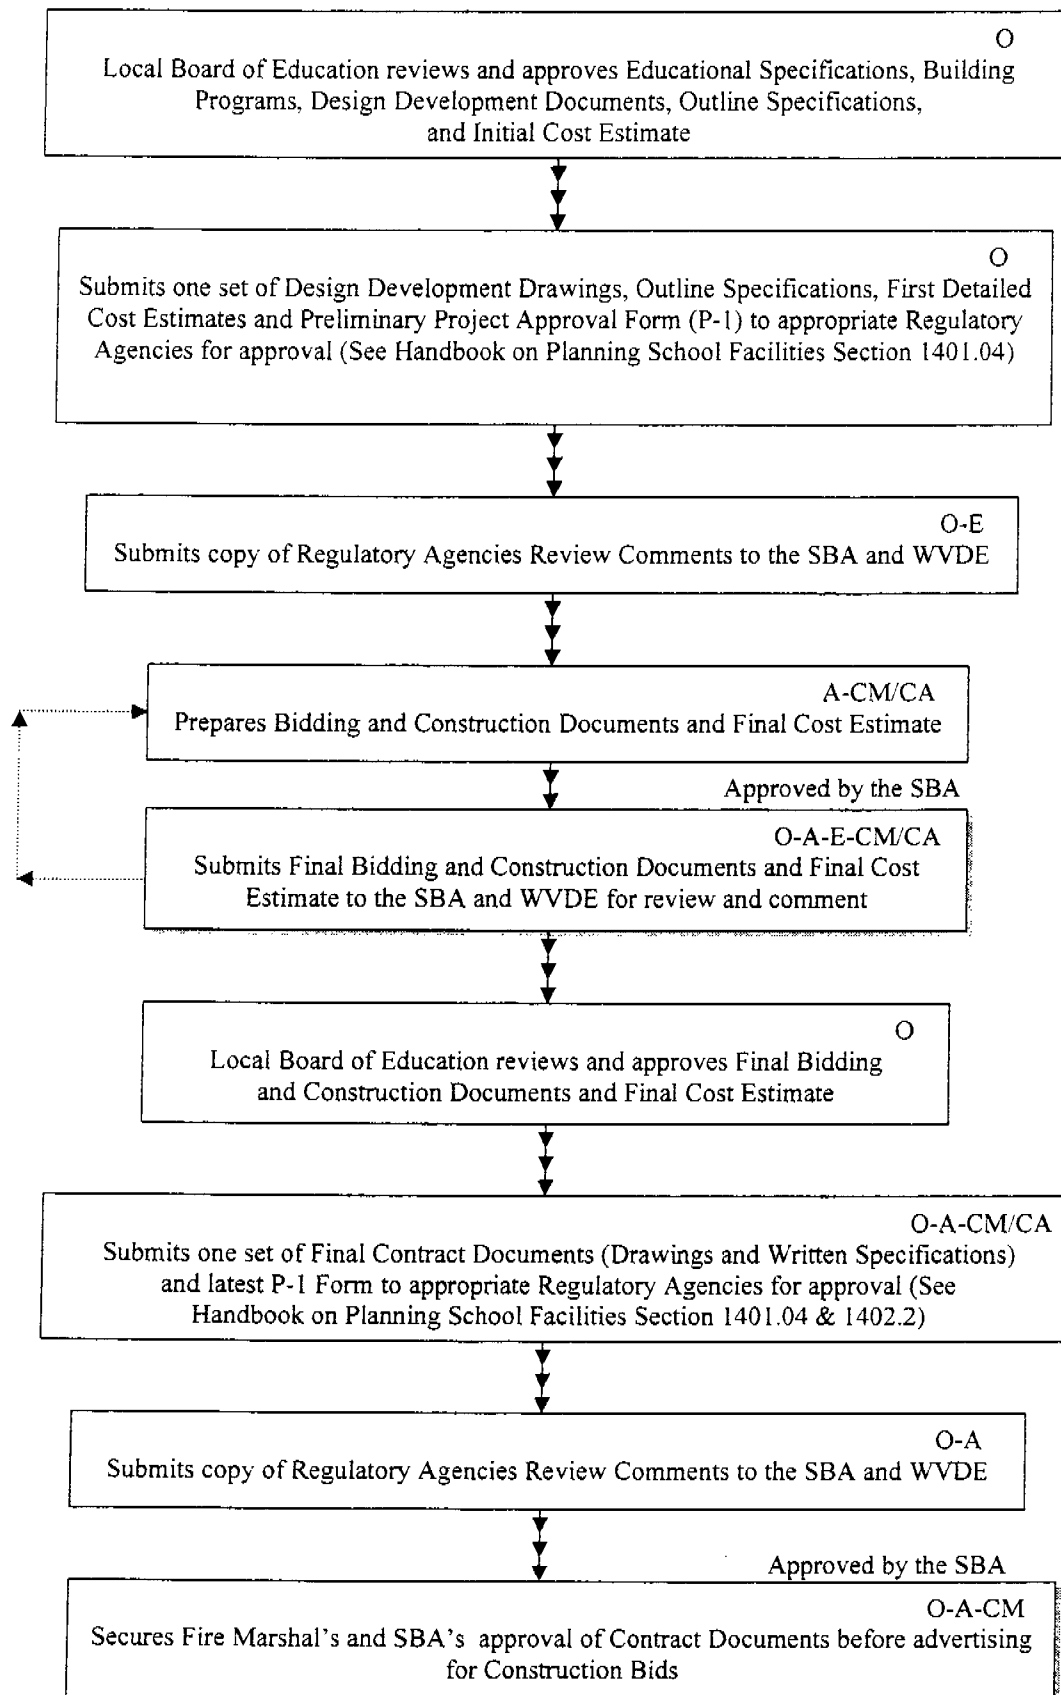 O
Local Board of Education reviews and approves Educational Specifications, Building
Programs, Design Development Documents, Outline Specifications,
and Initial Cost Estimate
O
Submits one set of Design Development Drawings, Outline Specifications, First Detailed
Cost Estimates and Preliminary Project Approval Form (P-1) to appropriate Regulatory
Agencies for approval (See Handbook on Planning School Facilities Section 1401.04)
O-E
Submits copy of Regulatory Agencies Review Comments to the SBA and WVDE
A-CM/CA
Prepares Bidding and Construction Documents and Final Cost Estimate
Approved by the SBA
O-A-E-CM/CA
Submits Final Bidding and Construction Documents and Final Cost
Estimate to the SBA and WVDE for review and comment
O
Local Board of Education reviews and approves Final Bidding
and Construction Documents and Final Cost Estimate
O-A-CM/CA
Submits one set of Final Contract Documents (Drawings and Written Specifications)
and latest P-1 Form to appropriate Regulatory Agencies for approval (See
Handbook on Planning School Facilities Section 1401.04 & 1402.2)
O-A
Submits copy of Regulatory Agencies Review Comments to the SBA and WVDE
Approved by the SBA
O-A-CM
Secures Fire Marshal's and SBA's approval of Contract Documents before advertising
for Construction Bids